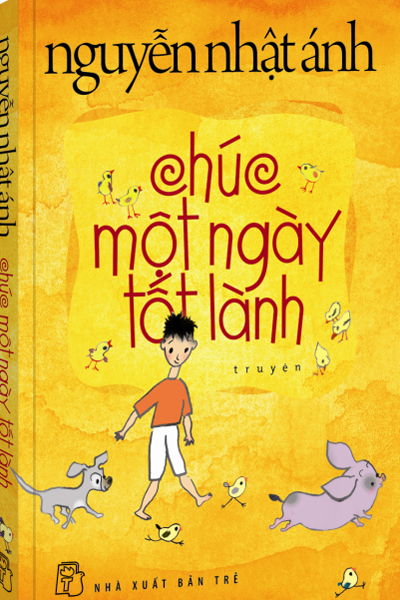 nguyễn nhật ánh
chúc
một ngày
tốt lành
truyện
NHÀ XUẤT BẢN TRẺ
nguyễn nhật ánh
chúc một ngày tốt lành